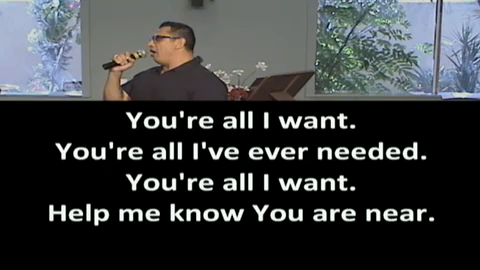 You're all I want.
You're all I've ever needed.
You're all I want.
Help me know You are near.